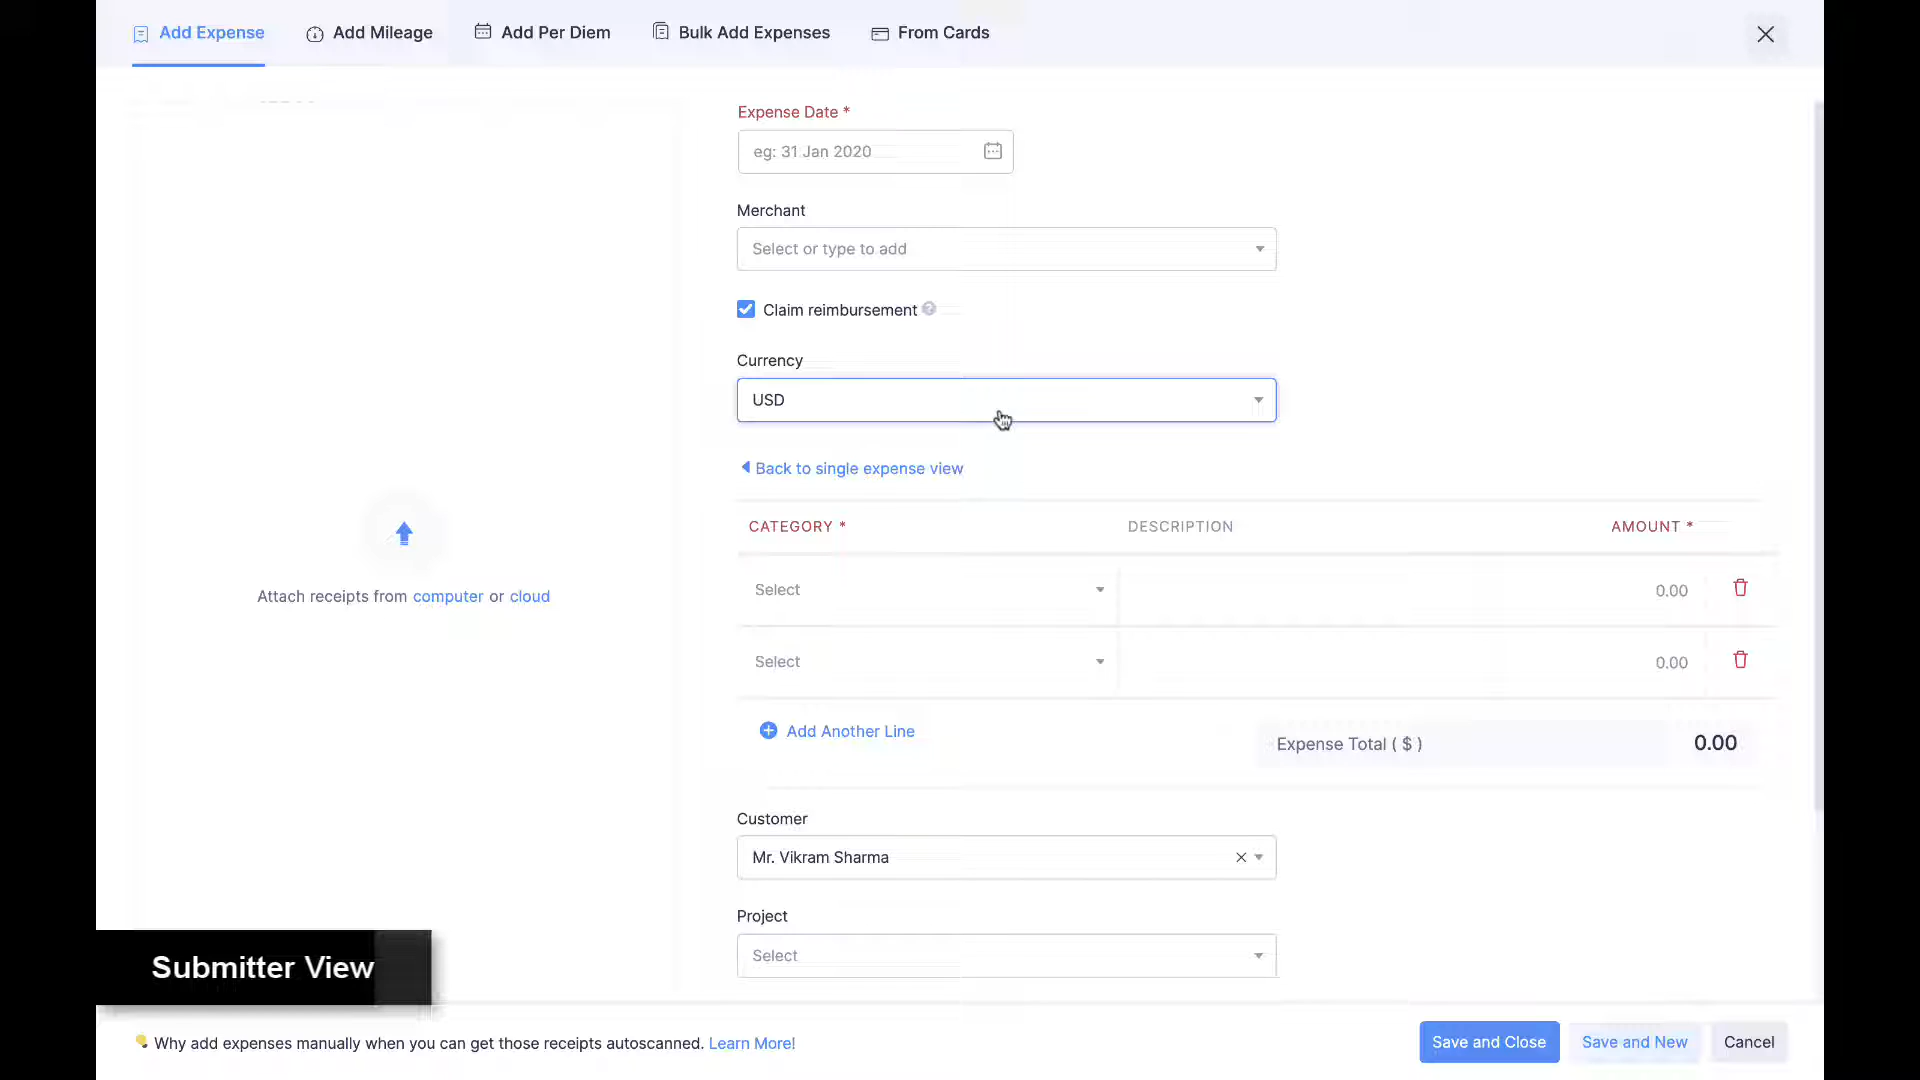 Add Expense
Add Mileage
Add Per Diem
Bulk Add Expenses
From Cards
Expense Date *
eg: 31 Jan 2020
Merchant
Select or type to add
Claim reimbursement
Currency
USD
Back to single expense view
CATEGORY *
DESCRIPTION
AMOUNT *
Select
0.00
Select
0.00
Add Another Line
Expense Total ( $ )
0.00
Attach receipts from computer or cloud
Customer
Mr. Vikram Sharma
Project
Select
Submitter View
Why add expenses manually when you can get those receipts autoscanned. Learn More!
Save and Close
Save and New
Cancel